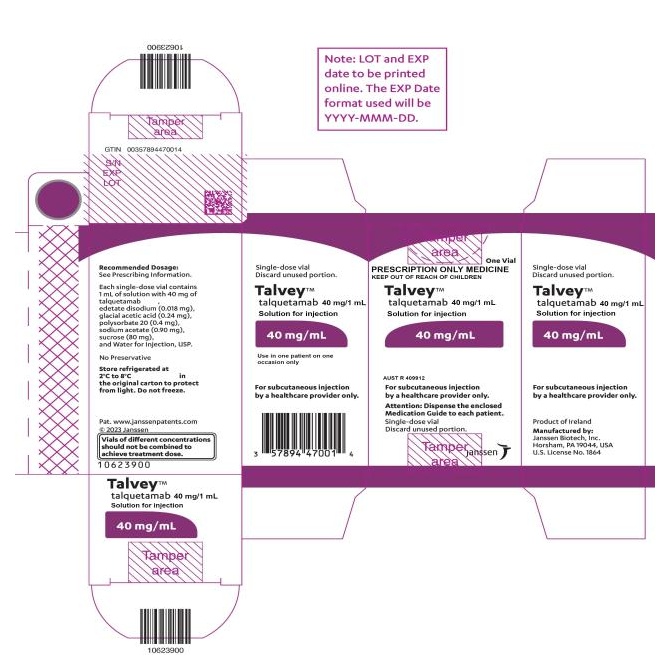 10623900
Note: LOT and EXP
date to be printed
online. The EXP Date
format used will be
YYYY-MMM-DD.
Tamper
area
GTIN 00357894470014
S/N
EXP
LOT
Recommended Dosage:
See Prescribing Information.
Each single-dose vial contains
1 mL of solution with 40 mg of
talquetamab ,
edetate disodium (0.018 mg),
glacial acetic acid (0.24 mg),
polysorbate 20 (0.4 mg),
sodium acetate (0.90 mg),
sucrose (80 mg),
and Water for Injection, USP.
No Preservative
Store refrigerated at
2°C to 8°C in
the original carton to protect
from light. Do not freeze.
Pat. www.janssenpatents.com
© 2023 Janssen
Vials of different concentrations
should not be combined to
achieve treatment dose.
10623900
Single-dose vial
Discard unused portion.
Talvey™
talquetamab 40 mg/1 mL
Solution for injection
40 mg/mL
Use in one patient on one
occasion only
For subcutaneous injection
by a healthcare provider only.
3 57894 47001 4
Tamper
area
One Vial
PRESCRIPTION ONLY MEDICINE
KEEP OUT OF REACH OF CHILDREN
Talvey™
talquetamab 40 mg/1 mL
Solution for injection
40 mg/mL
AUST R 409912
For subcutaneous injection
by a healthcare provider only.
Attention: Dispense the enclosed
Medication Guide to each patient.
Single-dose vial
Discard unused portion.
Tamper
area
janssen
Single-dose vial
Discard unused portion.
Talvey™
talquetamab 40 mg/1 mL
Solution for injection
40 mg/mL
For subcutaneous injection
by a healthcare provider only.
Product of Ireland
Manufactured by:
Janssen Biotech, Inc.
Horsham, PA 19044, USA
U.S. License No. 1864
Talvey™
talquetamab 40 mg/1 mL
Solution for injection
40 mg/mL
Tamper
area
10623900